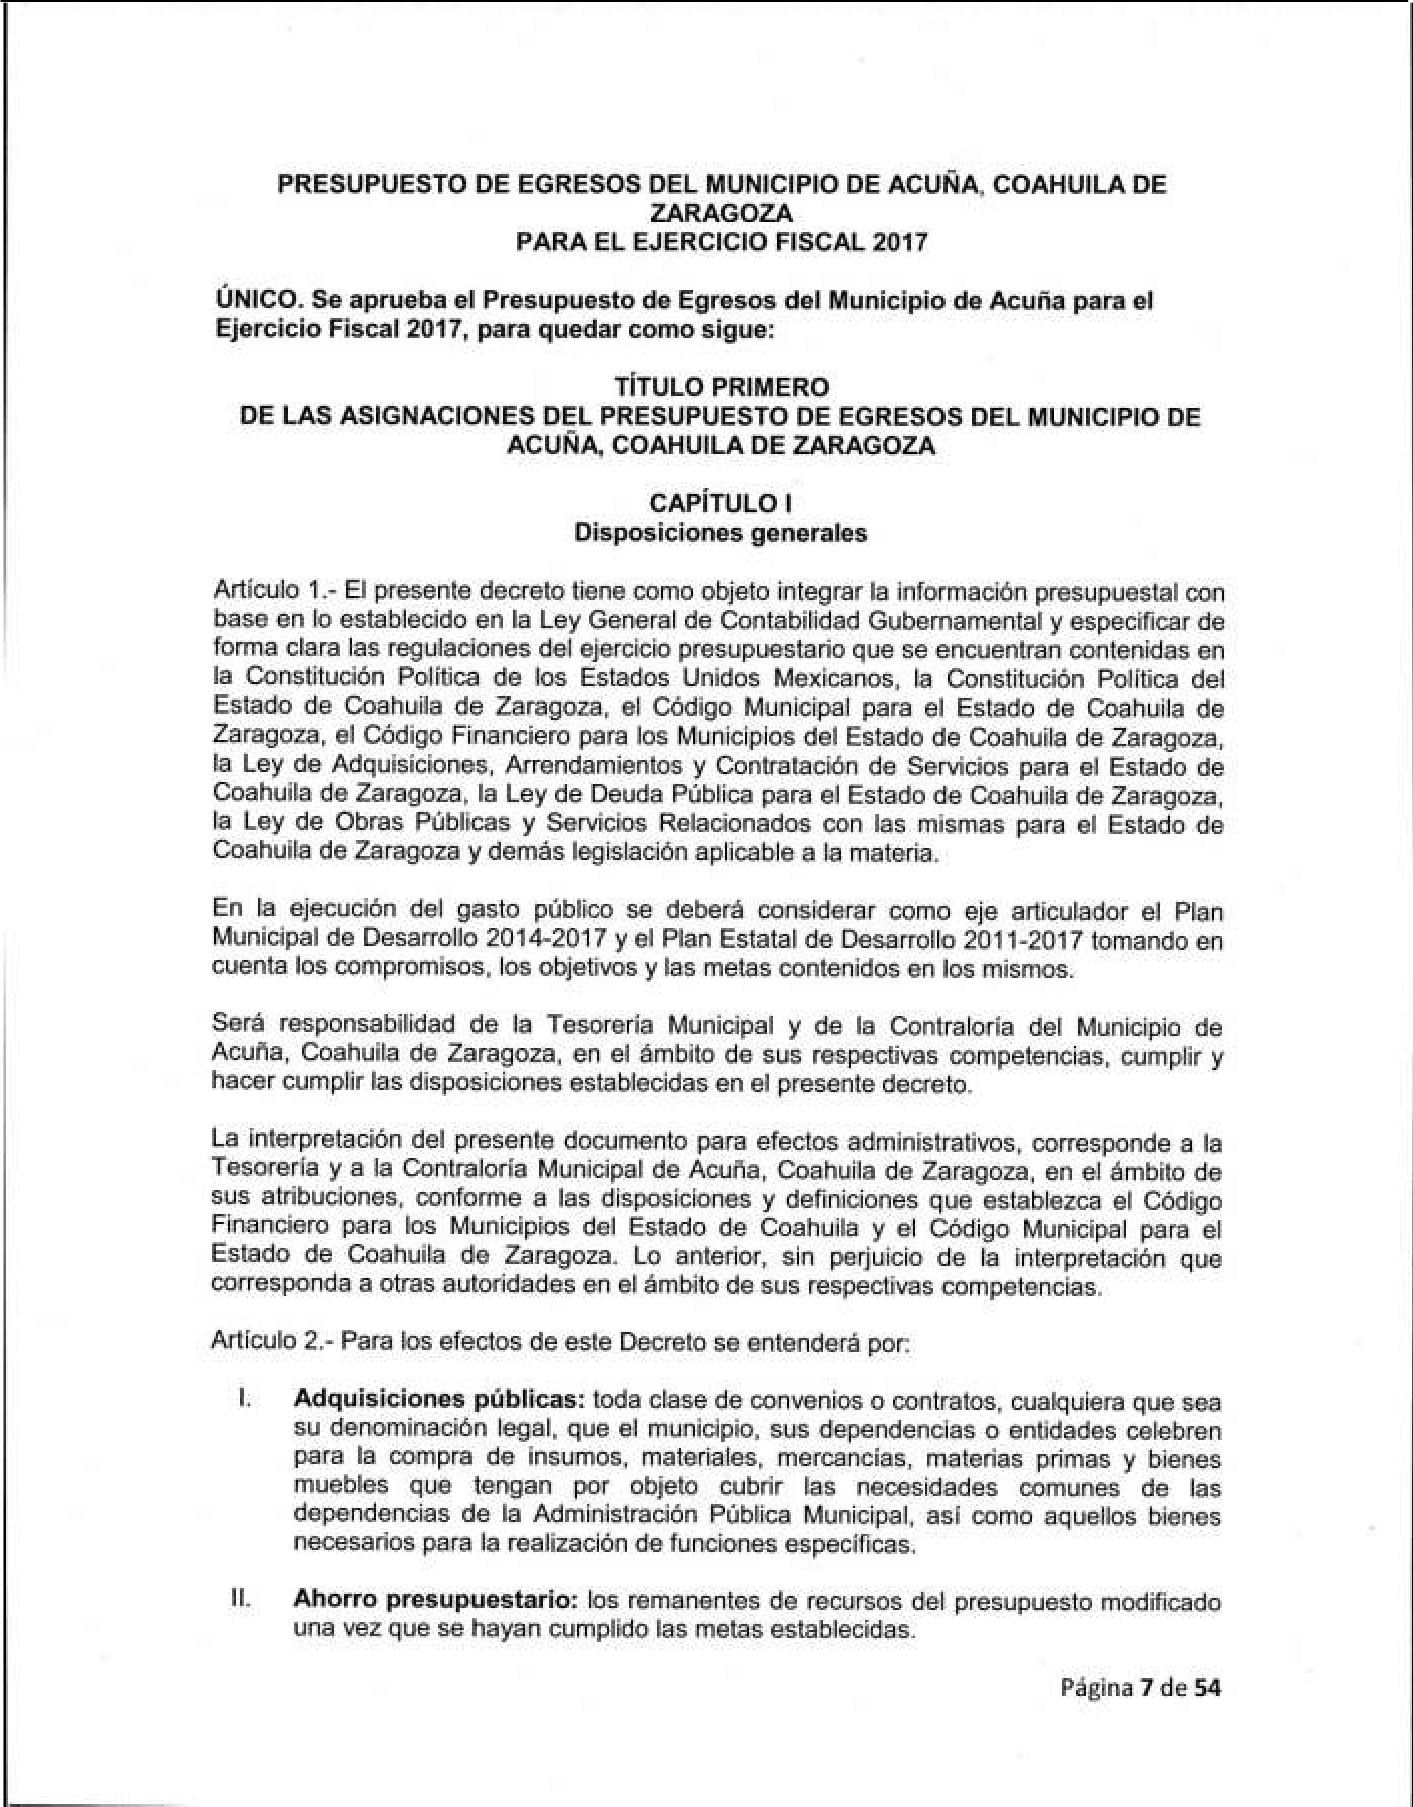 PRESUPUESTO DE EGRESOS DEL MUNICIPIO DE ACUÑA, COAHUILA DE
ZARAGOZA
PARA EL EJERCICIO FISCAL 2017
ÚNICO. Se aprueba el Presupuesto de Egresos del Municipio de Acuña para el
Ejercicio Fiscal 2017, para quedar como sigue:
TÍTULO PRIMERO
DE LAS ASIGNACIONES DEL PRESUPUESTO DE EGRESOS DEL MUNICIPIO DE
ACUÑA, COAHUILA DE ZARAGOZA
CAPÍTULO I
Disposiciones generales
Artículo 1.- El presente decreto tiene como objeto integrar la información presupuestal con
base en lo establecido en la Ley General de Contabilidad Gubernamental y especificar de
forma clara las regulaciones del ejercicio presupuestario que se encuentran contenidas en
la Constitución Política de los Estados Unidos Mexicanos, la Constitución Política del
Estado de Coahuila de Zaragoza, el Código Municipal para el Estado de Coahuila de
Zaragoza, el Código Financiero para los Municipios del Estado de Coahuila de Zaragoza,
la Ley de Adquisiciones, Arrendamientos y Contratación de Servicios para el Estado de
Coahuila de Zaragoza, la Ley de Deuda Pública para el Estado de Coahuila de Zaragoza,
la Ley de Obras Públicas y Servicios Relacionados con las mismas para el Estado de
Coahuila de Zaragoza y demás legislación aplicable a la materia.
En la ejecución del gasto público se deberá considerar como eje articulador el Plan
Municipal de Desarrollo 2014-2017 y el Plan Estatal de Desarrollo 2011-2017 tomando en
cuenta los compromisos, los objetivos y las metas contenidos en los mismos.
Será responsabilidad de la Tesorería Municipal y de la Contraloría del Municipio de
Acuña, Coahuila de Zaragoza, en el ámbito de sus respectivas competencias, cumplir y
hacer cumplir las disposiciones establecidas en el presente decreto.
La interpretación del presente documento para efectos administrativos, corresponde a la
Tesorería y a la Contraloría Municipal de Acuña, Coahuila de Zaragoza, en el ámbito de
sus atribuciones, conforme a las disposiciones y definiciones que establezca el Código
Financiero para los Municipios del Estado de Coahuila y el Código Municipal para el
Estado de Coahuila de Zaragoza. Lo anterior, sin perjuicio de la interpretación que
corresponda a otras autoridades en el ámbito de sus respectivas competencias.
Artículo 2.- Para los efectos de este Decreto se entenderá por:
I. Adquisiciones públicas: toda clase de convenios o contratos, cualquiera que sea
su denominación legal, que el municipio, sus dependencias o entidades celebren
para la compra de insumos, materiales, mercancías, materias primas y bienes
muebles que tengan por objeto cubrir las necesidades comunes de las
dependencias de la Administración Pública Municipal, así como aquellos bienes
necesarios para la realización de funciones específicas.
II. Ahorro presupuestario: los remanentes de recursos del presupuesto modificado
una vez que se hayan cumplido las metas establecidas.
Página 7 de 54